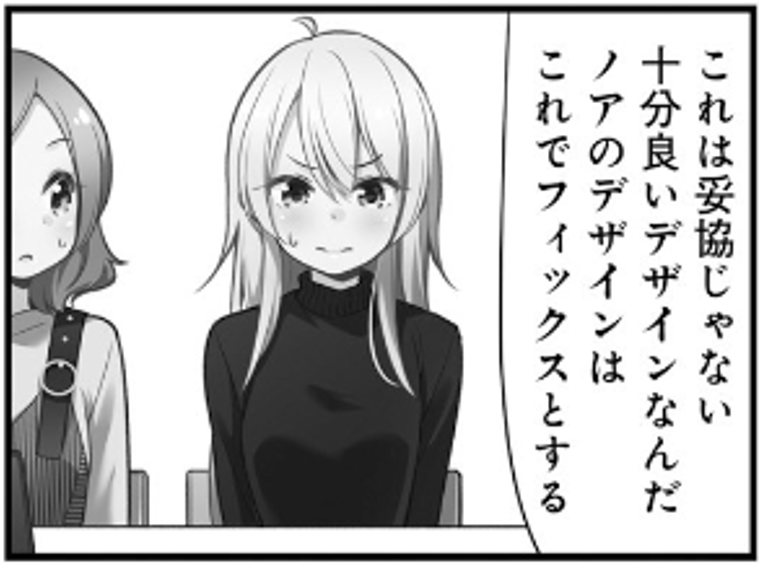 これは妥協じゃない
十分良いデザインなんだ
ノアのデザインは
これでフィックスとする